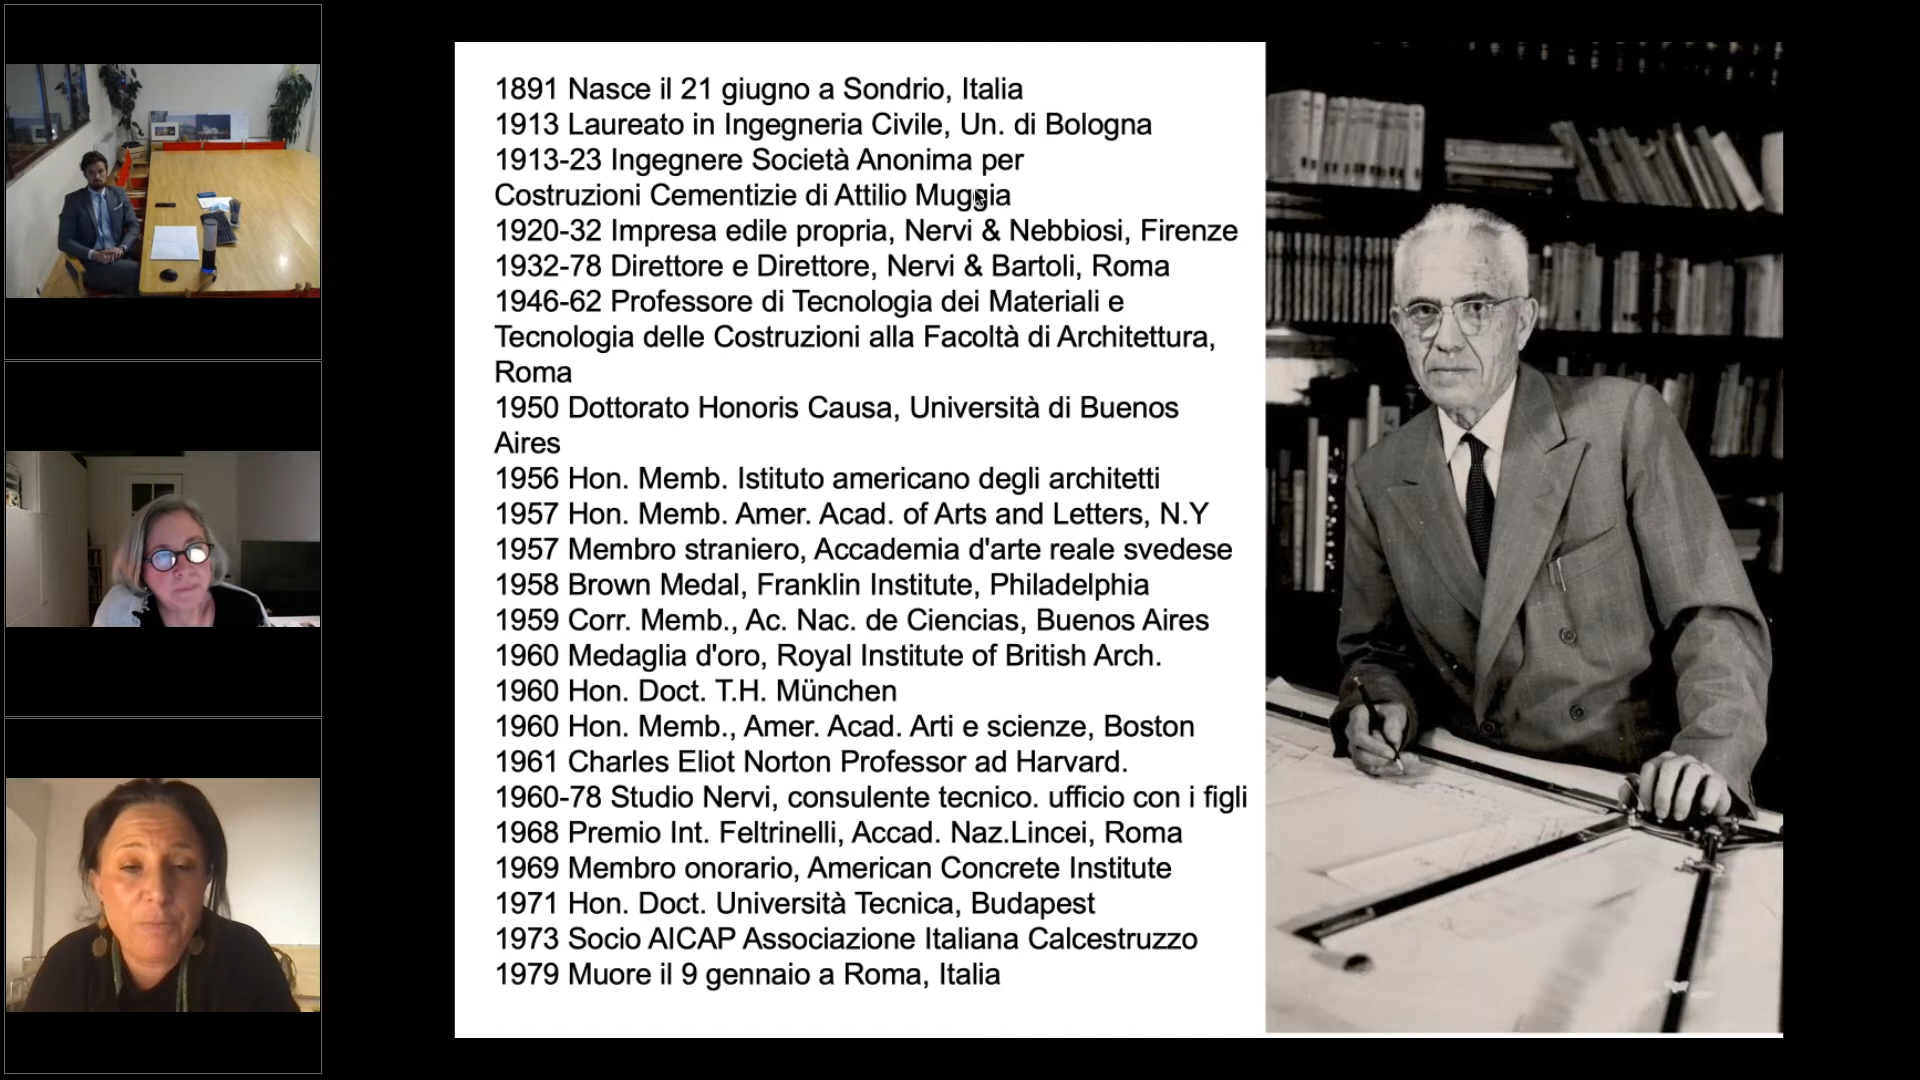 1891 Nasce il 21 giugno a Sondrio, Italia
1913 Laureato in Ingegneria Civile, Un. di Bologna
1913-23 Ingegnere Società Anonima per
Costruzioni Cementizie di Attilio Muggia
1920-32 Impresa edile propria, Nervi & Nebbiosi, Firenze
1932-78 Direttore e Direttore, Nervi & Bartoli, Roma
1946-62 Professore di Tecnologia dei Materiali e
Tecnologia delle Costruzioni alla Facoltà di Architettura,
Roma
1950 Dottorato Honoris Causa, Università di Buenos
Aires
1956 Hon. Memb. Istituto americano degli architetti
1957 Hon. Memb. Amer. Acad. of Arts and Letters, N.Y
1957 Membro straniero, Accademia d'arte reale svedese
1958 Brown Medal, Franklin Institute, Philadelphia
1959 Corr. Memb., Ac. Nac. de Ciencias, Buenos Aires
1960 Medaglia d'oro, Royal Institute of British Arch.
1960 Hon. Doct. T.H. München
1960 Hon. Memb., Amer. Acad. Arti e scienze, Boston
1961 Charles Eliot Norton Professor ad Harvard.
1960-78 Studio Nervi, consulente tecnico. ufficio con i figli
1968 Premio Int. Feltrinelli, Accad. Naz.Lincei, Roma
1969 Membro onorario, American Concrete Institute
1971 Hon. Doct. Università Tecnica, Budapest
1973 Socio AICAP Associazione Italiana Calcestruzzo
1979 Muore il 9 gennaio a Roma, Italia